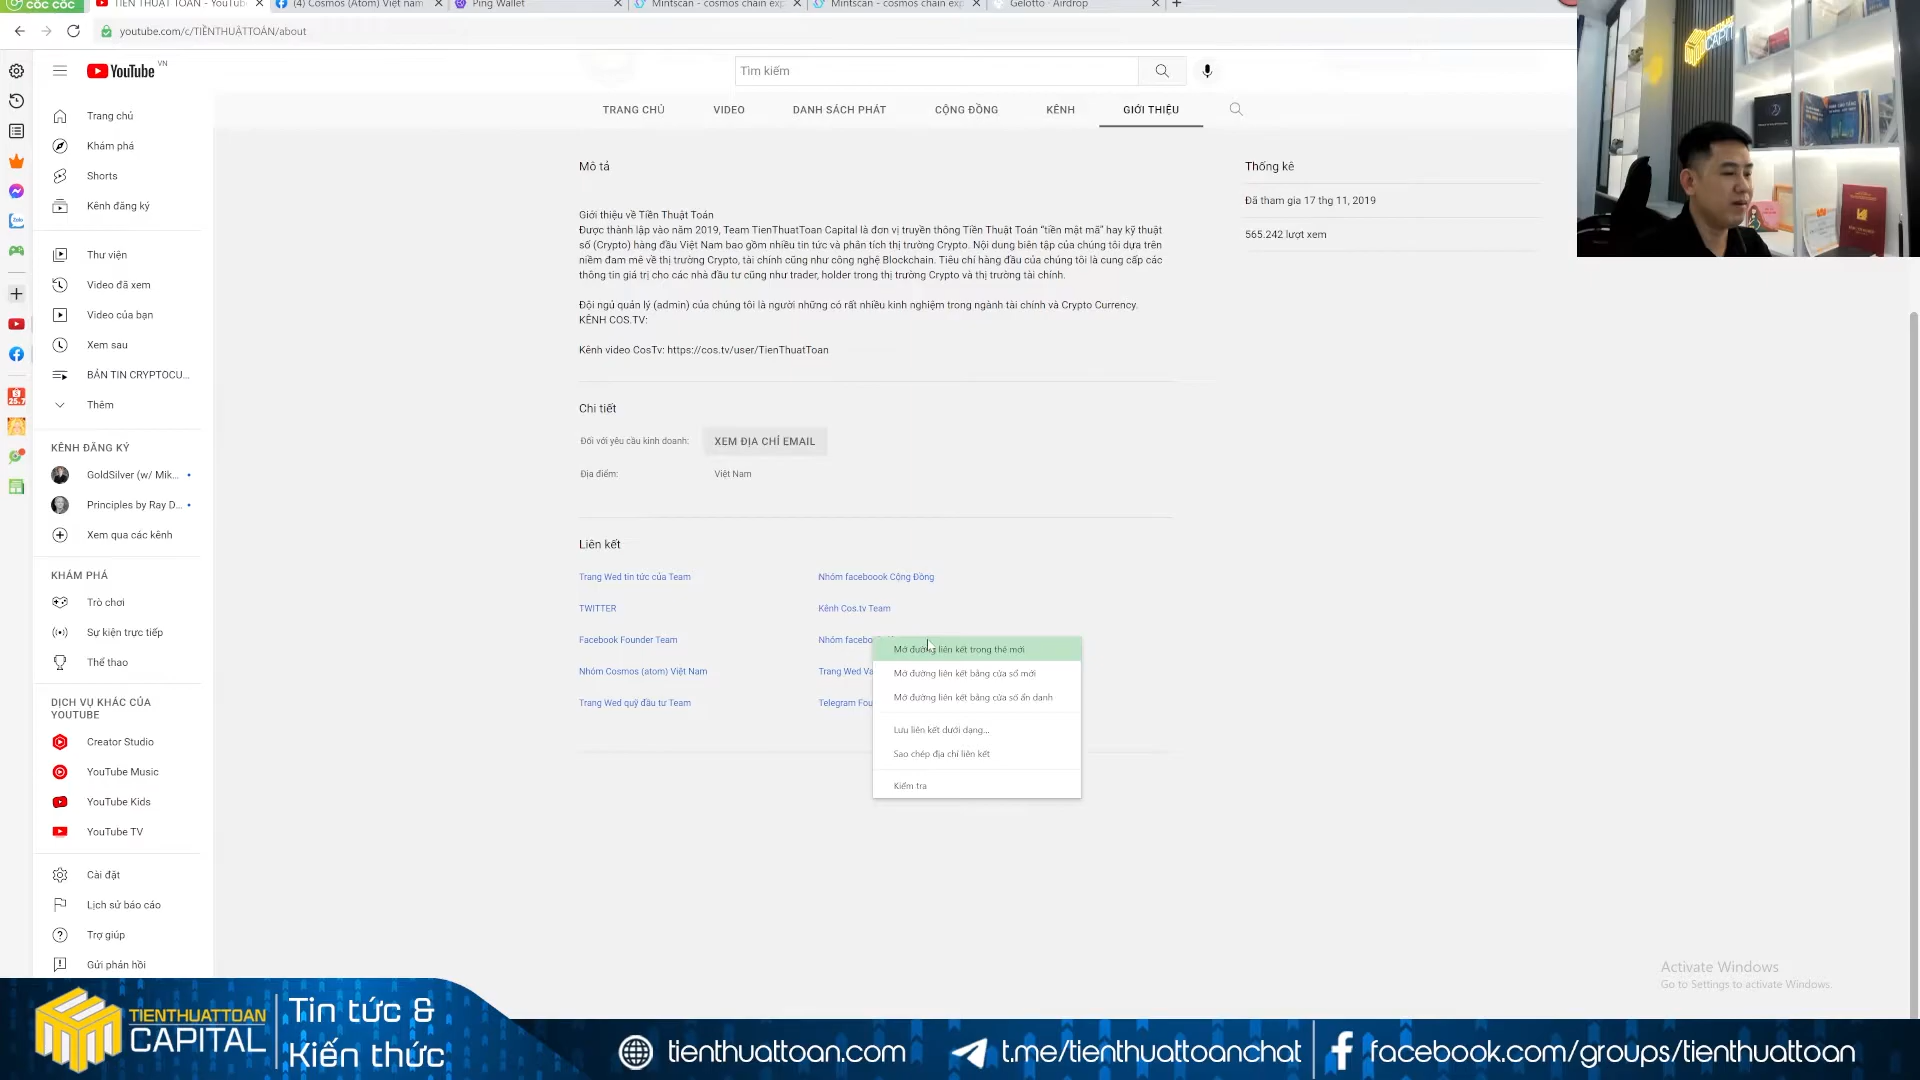 CỐC CỐC
TIỀN THUẬT TOÁN - YouTube
(4) Cosmos (Atom) Việt nam
Ping Wallet
Mintscan - cosmos chain exp
Mintscan - cosmos chain exp
Gelotto - Airdrop
youtube.com/c/TIỀNTHUẬTTOÁN/about
YouTube VN
Tìm kiếm
TRANG CHỦ
VIDEO
DANH SÁCH PHÁT
CỘNG ĐỒNG
KÊNH
GIỚI THIỆU
Trang chủ
Khám phá
Shorts
Kênh đăng ký
Thư viện
Video đã xem
Video của bạn
Xem sau
BẢN TIN CRYPTOCU...
Thêm
KÊNH ĐĂNG KÝ
GoldSilver (w/ Mik...
Principles by Ray D...
Xem qua các kênh
KHÁM PHÁ
Trò chơi
Sự kiện trực tiếp
Thể thao
DỊCH VỤ KHÁC CỦA
YOUTUBE
Creator Studio
YouTube Music
YouTube Kids
YouTube TV
Cài đặt
Lịch sử báo cáo
Trợ giúp
Gửi phản hồi
Mô tả
Giới thiệu về Tiền Thuật Toán
Được thành lập vào năm 2019, Team TienThuatToan Capital là đơn vị truyền thông Tiền Thuật Toán “tiền mật mã” hay kỹ thuật
số (Crypto) hàng đầu Việt Nam bao gồm nhiều tin tức và phân tích thị trường Crypto. Nội dung biên tập của chúng tôi dựa trên
niềm đam mê về thị trường Crypto, tài chính cũng như công nghệ Blockchain. Tiêu chí hàng đầu của chúng tôi là cung cấp các
thông tin giá trị cho các nhà đầu tư cũng như trader, holder trong thị trường Crypto và thị trường tài chính.
Đội ngủ quản lý (admin) của chúng tôi là người những có rất nhiều kinh nghiệm trong ngành tài chính và Crypto Currency.
KÊNH COS.TV:
Kênh video CosTv: https://cos.tv/user/TienThuatToan
Chi tiết
Đối với yêu cầu kinh doanh:
XEM ĐỊA CHỈ EMAIL
Địa điểm:
Việt Nam
Liên kết
Trang Wed tin tức của Team
Nhóm faceboook Cộng Đồng
TWITTER
Kênh Cos.tv Team
Facebook Founder Team
Nhóm facebo
Nhóm Cosmos (atom) Việt Nam
Trang Wed Va
Trang Wed quỹ đầu tư Team
Telegram Fou
Mở đường liên kết trong thẻ mới
Mở đường liên kết bằng cửa sổ mới
Mở đường liên kết bằng cửa sổ ẩn danh
Lưu liên kết dưới dạng...
Sao chép địa chỉ liên kết
Kiểm tra
Thống kê
Đã tham gia 17 thg 11, 2019
565.242 lượt xem
CAPIT
Activate Windows
Go to Settings to activate Windows.
TIENTHUATTOAN
CAPITAL
Tin tức &
Kiến thức
tienthuattoan.com
t.me/tienthuattoanchat
facebook.com/groups/tienthuattoan